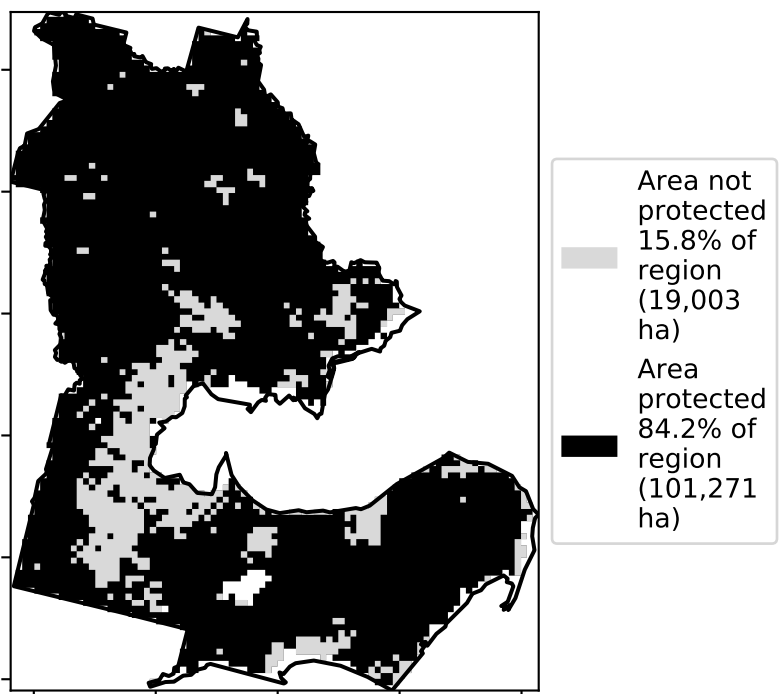 Area not
protected
15.8% of
region
(19,003
ha)
Area
protected
84.2% of
region
(101,271
ha)